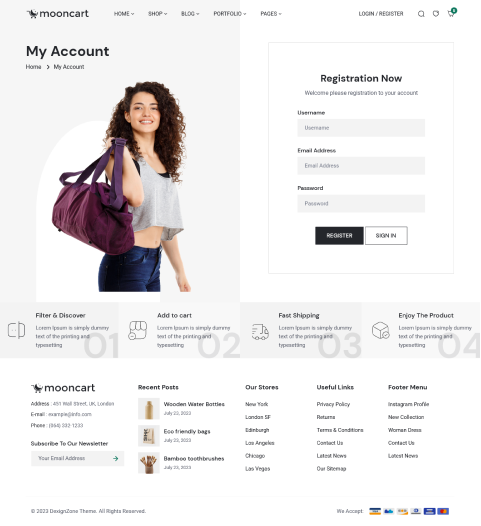 mooncart
HOME SHOP BLOG PORTFOLIO PAGES
LOGIN / REGISTER
My Account
Home > My Account
Registration Now
Welcome please registration to your account
Username
Username
Email Address
Email Address
Password
Password
REGISTER SIGN IN
Filter & Discover
Lorem Ipsum is simply dummy
text of the printing and
typesetting
01
Add to cart
Lorem Ipsum is simply dummy
text of the printing and
typesetting
02
Fast Shipping
Lorem Ipsum is simply dummy
text of the printing and
typesetting
03
Enjoy The Product
Lorem Ipsum is simply dummy
text of the printing and
typesetting
04
mooncart
Address : 451 Wall Street, UK, London
E-mail : example@info.com
Phone : (064) 332-1233
Subscribe To Our Newsletter
Your Email Address
Recent Posts
Wooden Water Bottles
July 23, 2023
Eco friendly bags
July 23, 2023
Bamboo toothbrushes
July 23, 2023
Our Stores
New York
London SF
Edinburgh
Los Angeles
Chicago
Las Vegas
Useful Links
Privacy Policy
Returns
Terms & Conditions
Contact Us
Latest News
Our Sitemap
Footer Menu
Instagram Profile
New Collection
Woman Dress
Contact Us
Latest News
© 2023 DexignZone Theme. All Rights Reserved.
We Accept